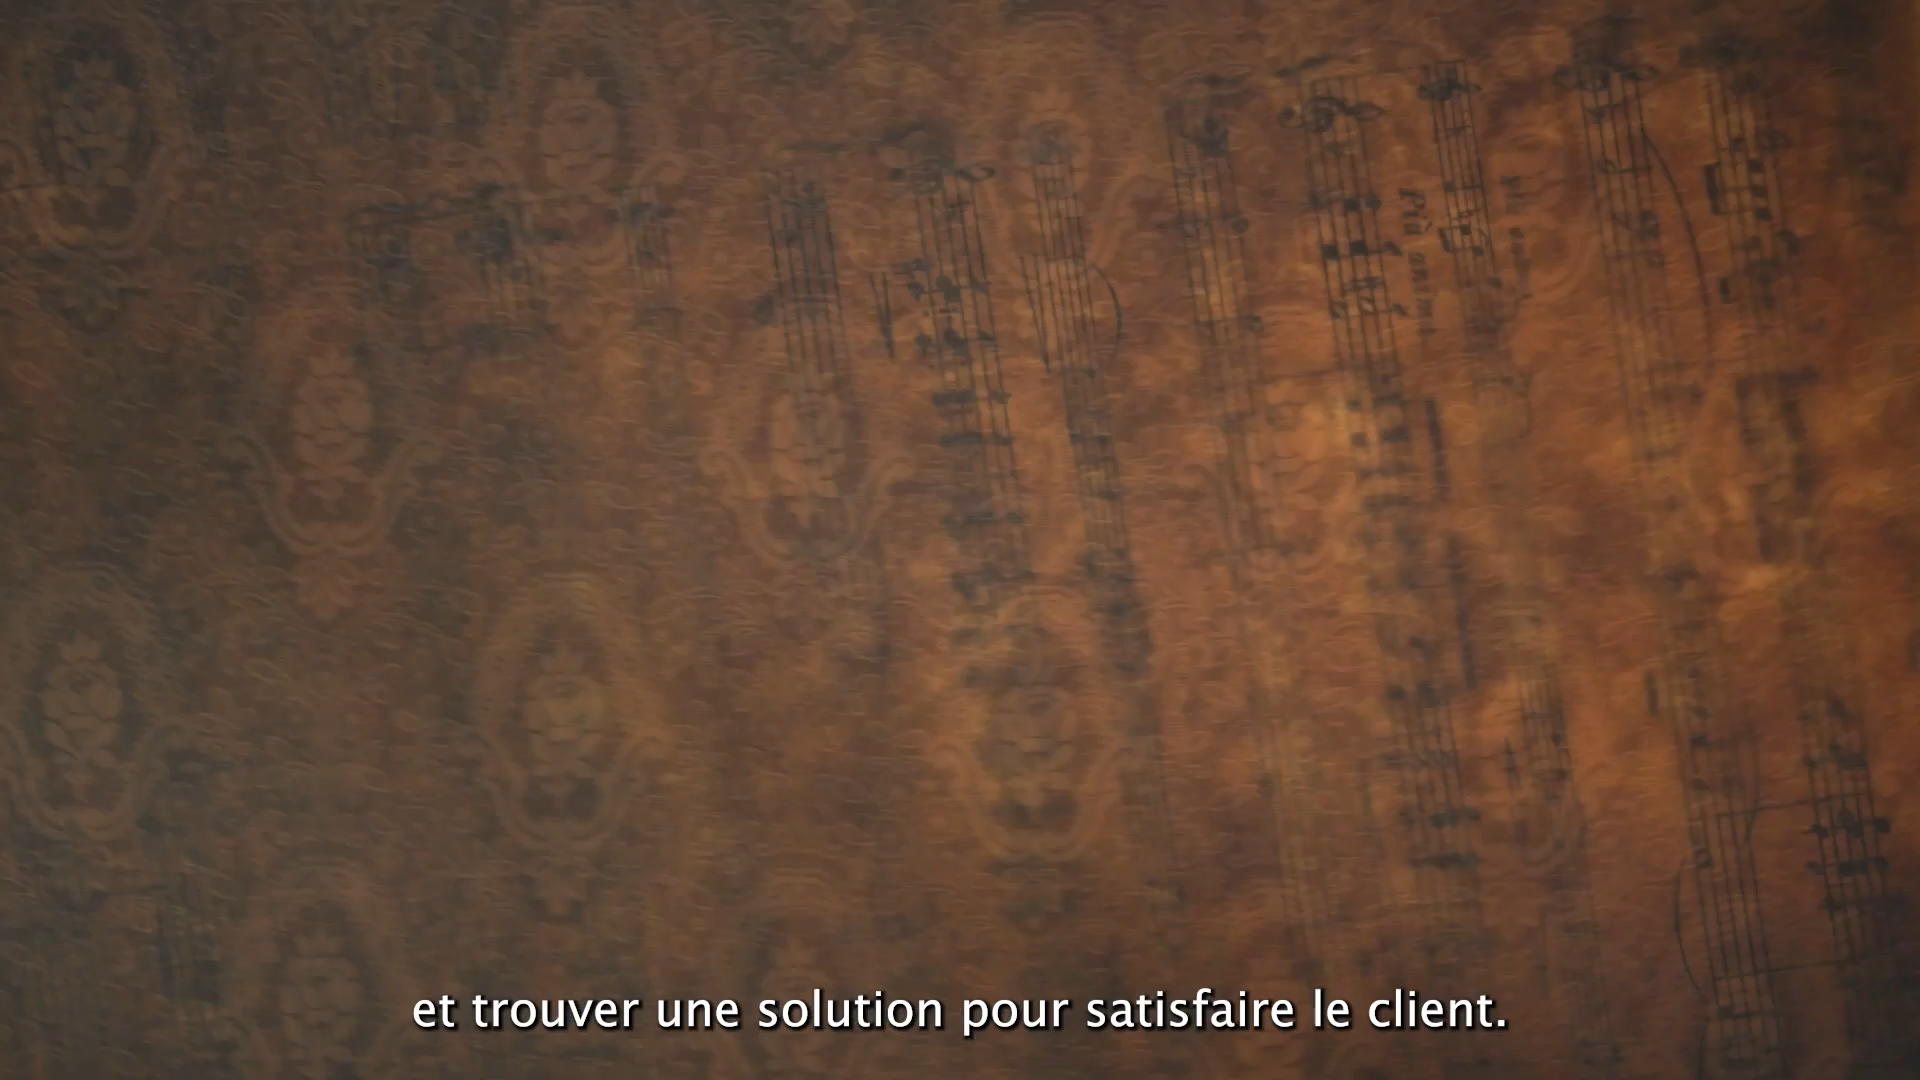 et trouver une solution pour satisfaire le client.